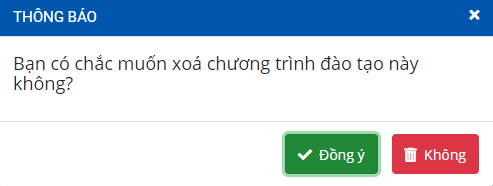 THÔNG BÁO
Bạn có chắc muốn xoá chương trình đào tạo này
không?
Đồng ý
Không